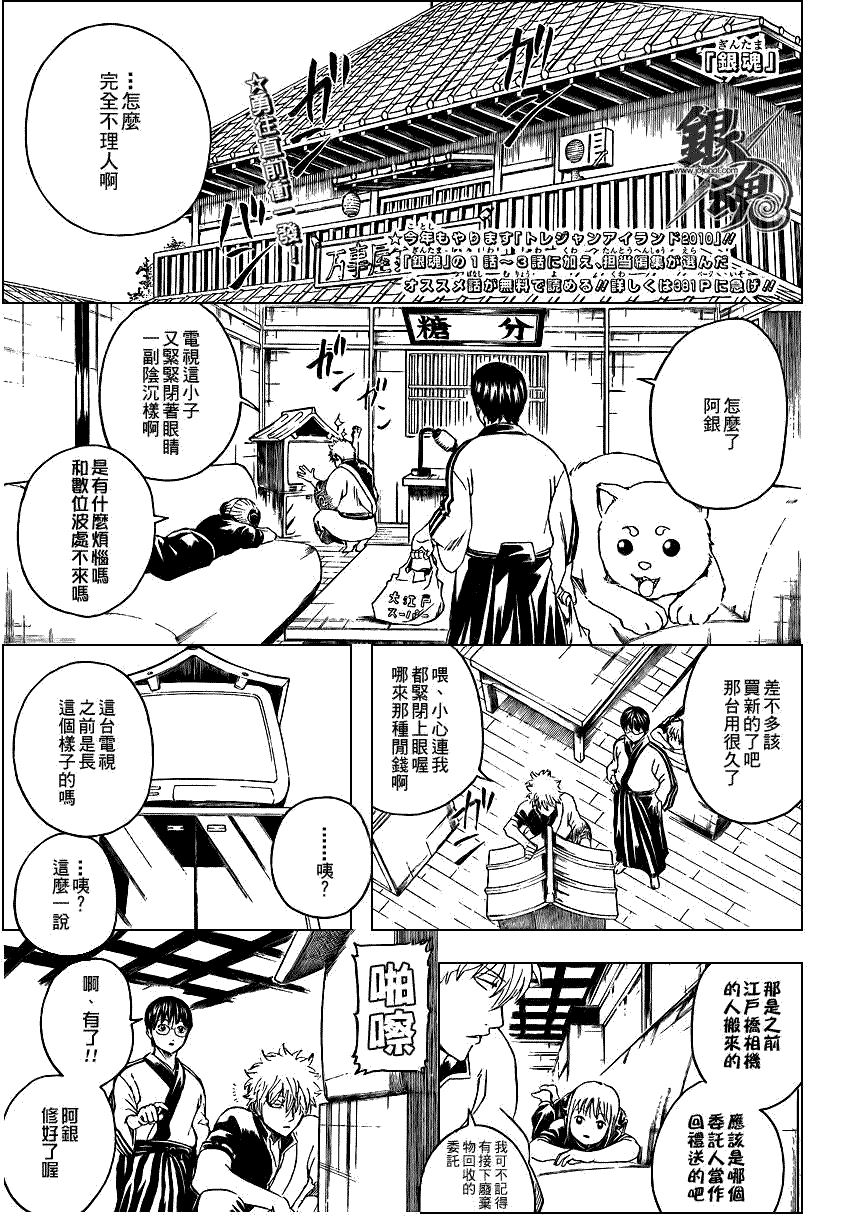 ぎんたま
『銀魂』
銀魂
www.jojohot.com
★勇往直前衝一發!
ことし
★今年もやります「トレジャンアイランド2010」!!
『銀魂』の1話〜3話に加え、担当編集が選んだ
オススメ話が無料で読める!!詳しくは391Pに急げ!!
万事屋
…怎麼
完全不理人啊
糖分
怎麼了
阿銀
電視這小子
又緊緊閉著眼睛
一副陰沉樣啊
是有什麼煩惱嗎
和數位波處不來嗎
大江戸
スーパー
差不多該
買新的了吧
那台用很久了
喂、小心連我
都緊閉上眼喔
哪來那種閒錢啊
………咦?
這台電視
之前是長
這個樣子的嗎
…咦?
這麼一說
那是之前
江戶橋相機
的人搬來的
應該是哪個
委託人當作
回禮送的吧
我可不記得
有接下廢棄
物回收的
委託
啪嚓
啊、有了!!
阿銀
修好了喔